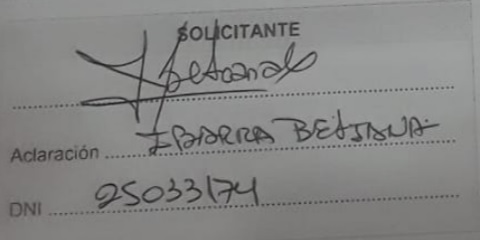 SOLICITANTE
Aclaración IBARRA BETIANA
DNI 25033174